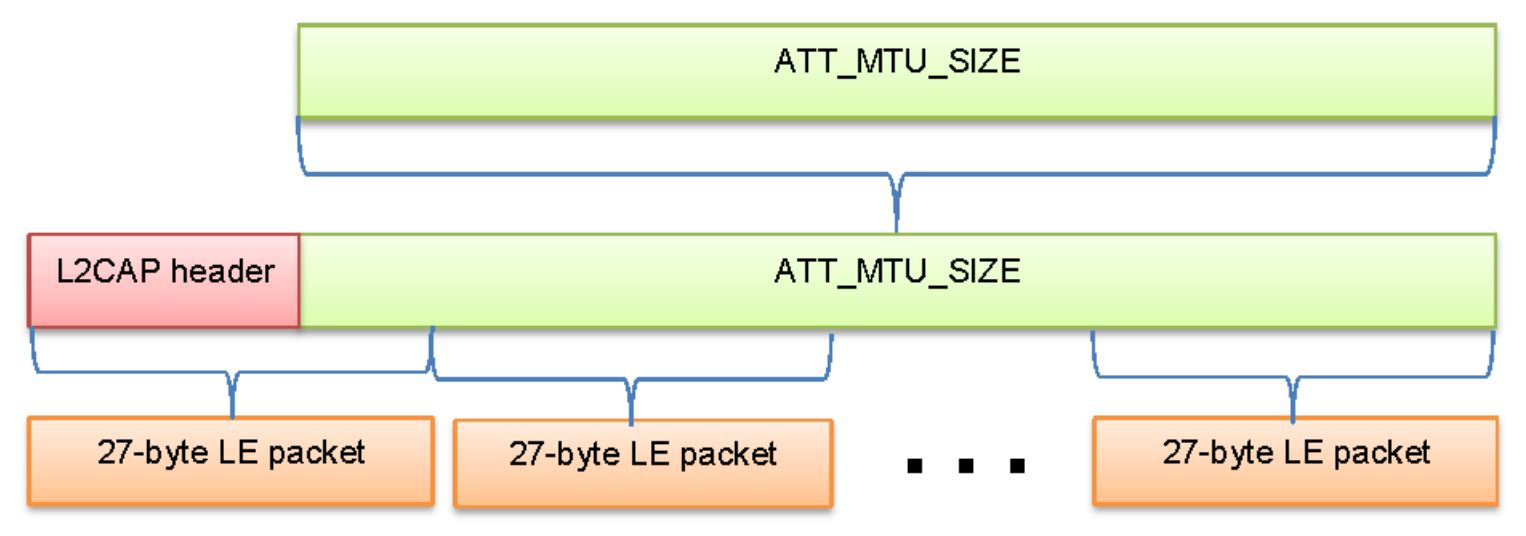 ATT_MTU_SIZE
L2CAP header
ATT_MTU_SIZE
27-byte LE packet
27-byte LE packet
. . .
27-byte LE packet